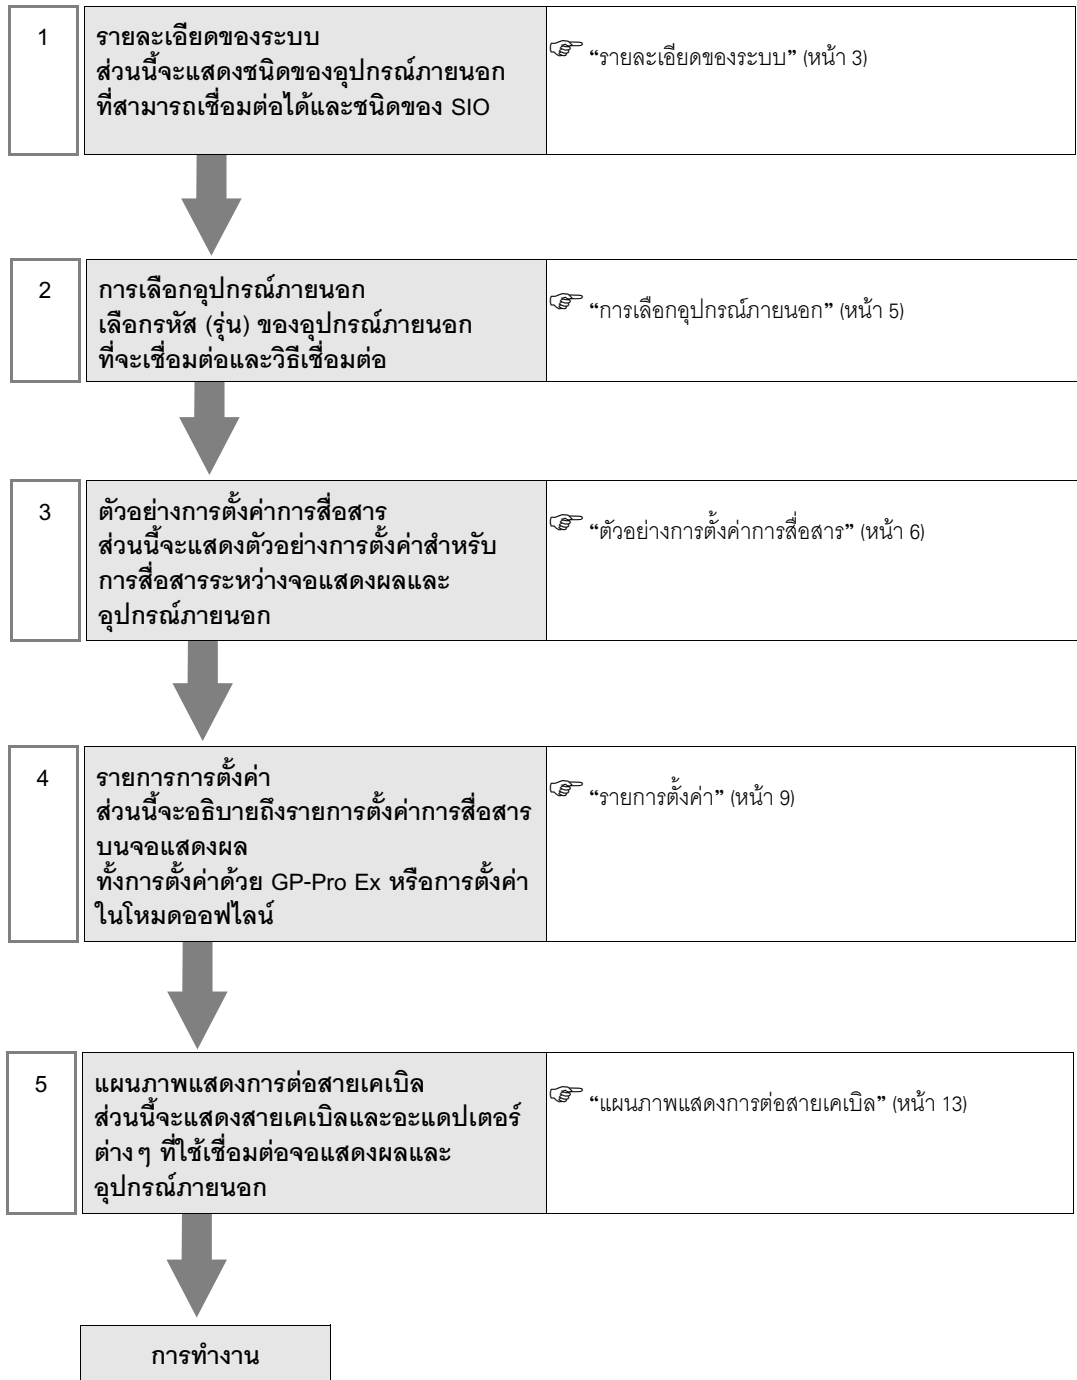 1
รายละเอียดของระบบ
ส่วนนี้จะแสดงชนิดของอุปกรณ์ภายนอก
ที่สามารถเชื่อมต่อได้และชนิดของ SIO
“รายละเอียดของระบบ” (หน้า 3)
2
การเลือกอุปกรณ์ภายนอก
เลือกรหัส (รุ่น) ของอุปกรณ์ภายนอก
ที่จะเชื่อมต่อและวิธีเชื่อมต่อ
“การเลือกอุปกรณ์ภายนอก” (หน้า 5)
3
ตัวอย่างการตั้งค่าการสื่อสาร
ส่วนนี้จะแสดงตัวอย่างการตั้งค่าสำหรับ
การสื่อสารระหว่างจอแสดงผลและ
อุปกรณ์ภายนอก
“ตัวอย่างการตั้งค่าการสื่อสาร” (หน้า 6)
4
รายการการตั้งค่า
ส่วนนี้จะอธิบายถึงรายการตั้งค่าการสื่อสาร
บนจอแสดงผล
ทั้งการตั้งค่าด้วย GP-Pro Ex หรือการตั้งค่า
ในโหมดออฟไลน์
“รายการตั้งค่า” (หน้า 9)
5
แผนภาพแสดงการต่อสายเคเบิล
ส่วนนี้จะแสดงสายเคเบิลและอะแดปเตอร์
ต่างๆ ที่ใช้เชื่อมต่อจอแสดงผลและ
อุปกรณ์ภายนอก
“แผนภาพแสดงการต่อสายเคเบิล” (หน้า 13)
การทำงาน